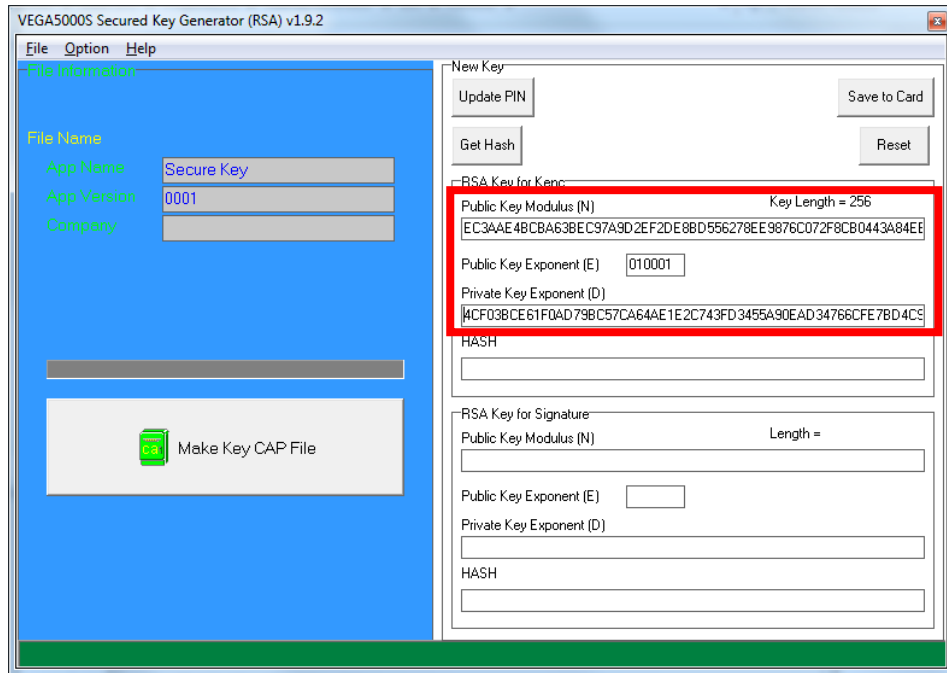 VEGA5000S Secured Key Generator (RSA) v1.9.2
File Option Help
File Information
File Name
App Name Secure Key
App Version 0001
Company
Make Key CAP File
New Key
Update PIN Save to Card
Get Hash Reset
RSA Key for Kenc
Public Key Modulus (N) Key Length = 256
EC3AAE4BCBA63BEC97A9D2EF2DE8BD556278EE9876C072F8CB0443A84EE
Public Key Exponent (E) 010001
Private Key Exponent (D)
4CF03BCE61F0AD79BC57CA64AE1E2C743FD3455A90EAD34766CFE7BD4C9
HASH
RSA Key for Signature
Public Key Modulus (N) Length =
Public Key Exponent (E)
Private Key Exponent (D)
HASH